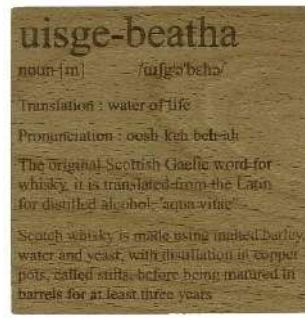 uisge-beatha
noun [m] /ɯʃgʲə'bɛhə/
Translation : water of life
Pronunciation : oosh-keh beh-ah
The original Scottish Gaelic word for
whisky, it is translated from the Latin
for distilled alcohol, "aqua vitae"
Scotch whisky is made using malted barley,
water and yeast, with distillation in copper
pots, called stills, before being matured in
barrels for at least three years